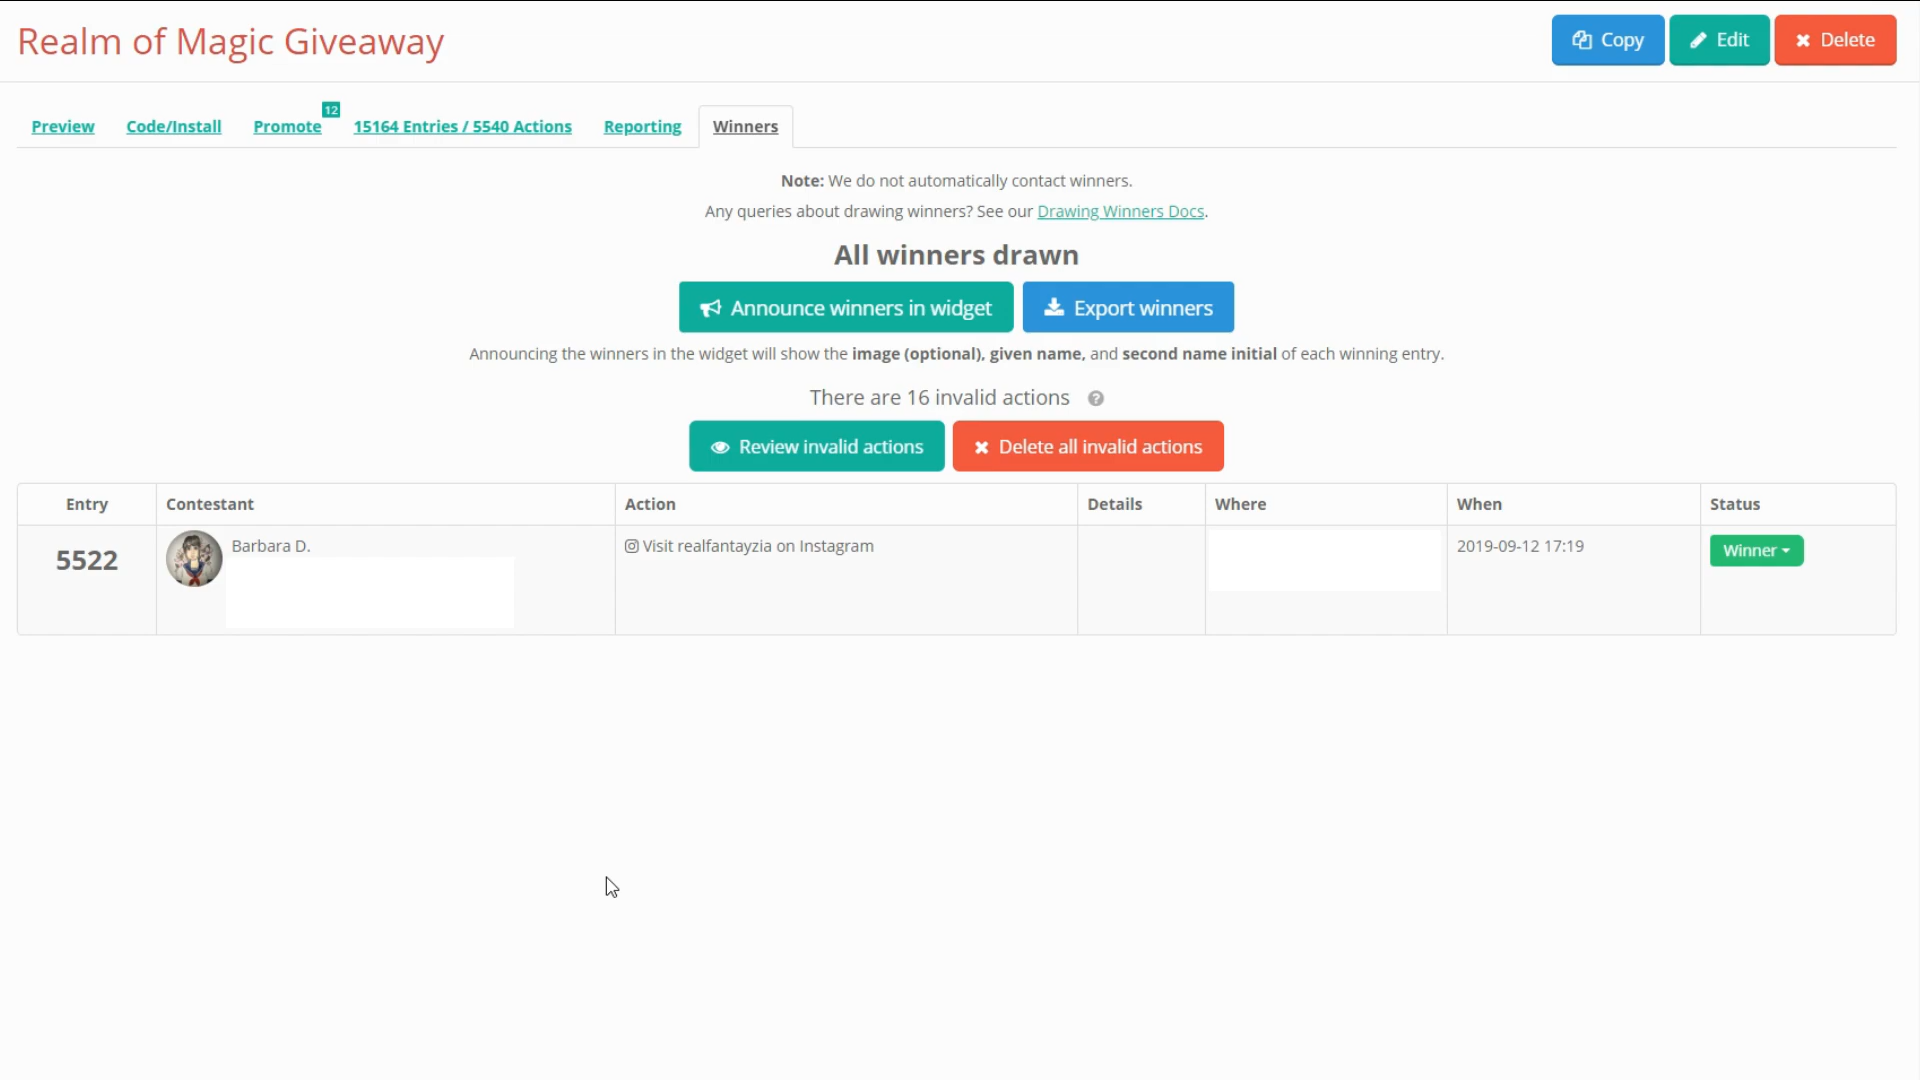 Realm of Magic Giveaway
Copy
Edit
Delete
Preview
Code/Install
Promote
12
15164 Entries / 5540 Actions
Reporting
Winners
Note: We do not automatically contact winners.
Any queries about drawing winners? See our Drawing Winners Docs.
All winners drawn
Announce winners in widget
Export winners
Announcing the winners in the widget will show the image (optional), given name, and second name initial of each winning entry.
There are 16 invalid actions ?
Review invalid actions
Delete all invalid actions
Entry
Contestant
Action
Details
Where
When
Status
5522
Barbara D.
Visit realfantayzia on Instagram
2019-09-12 17:19
Winner